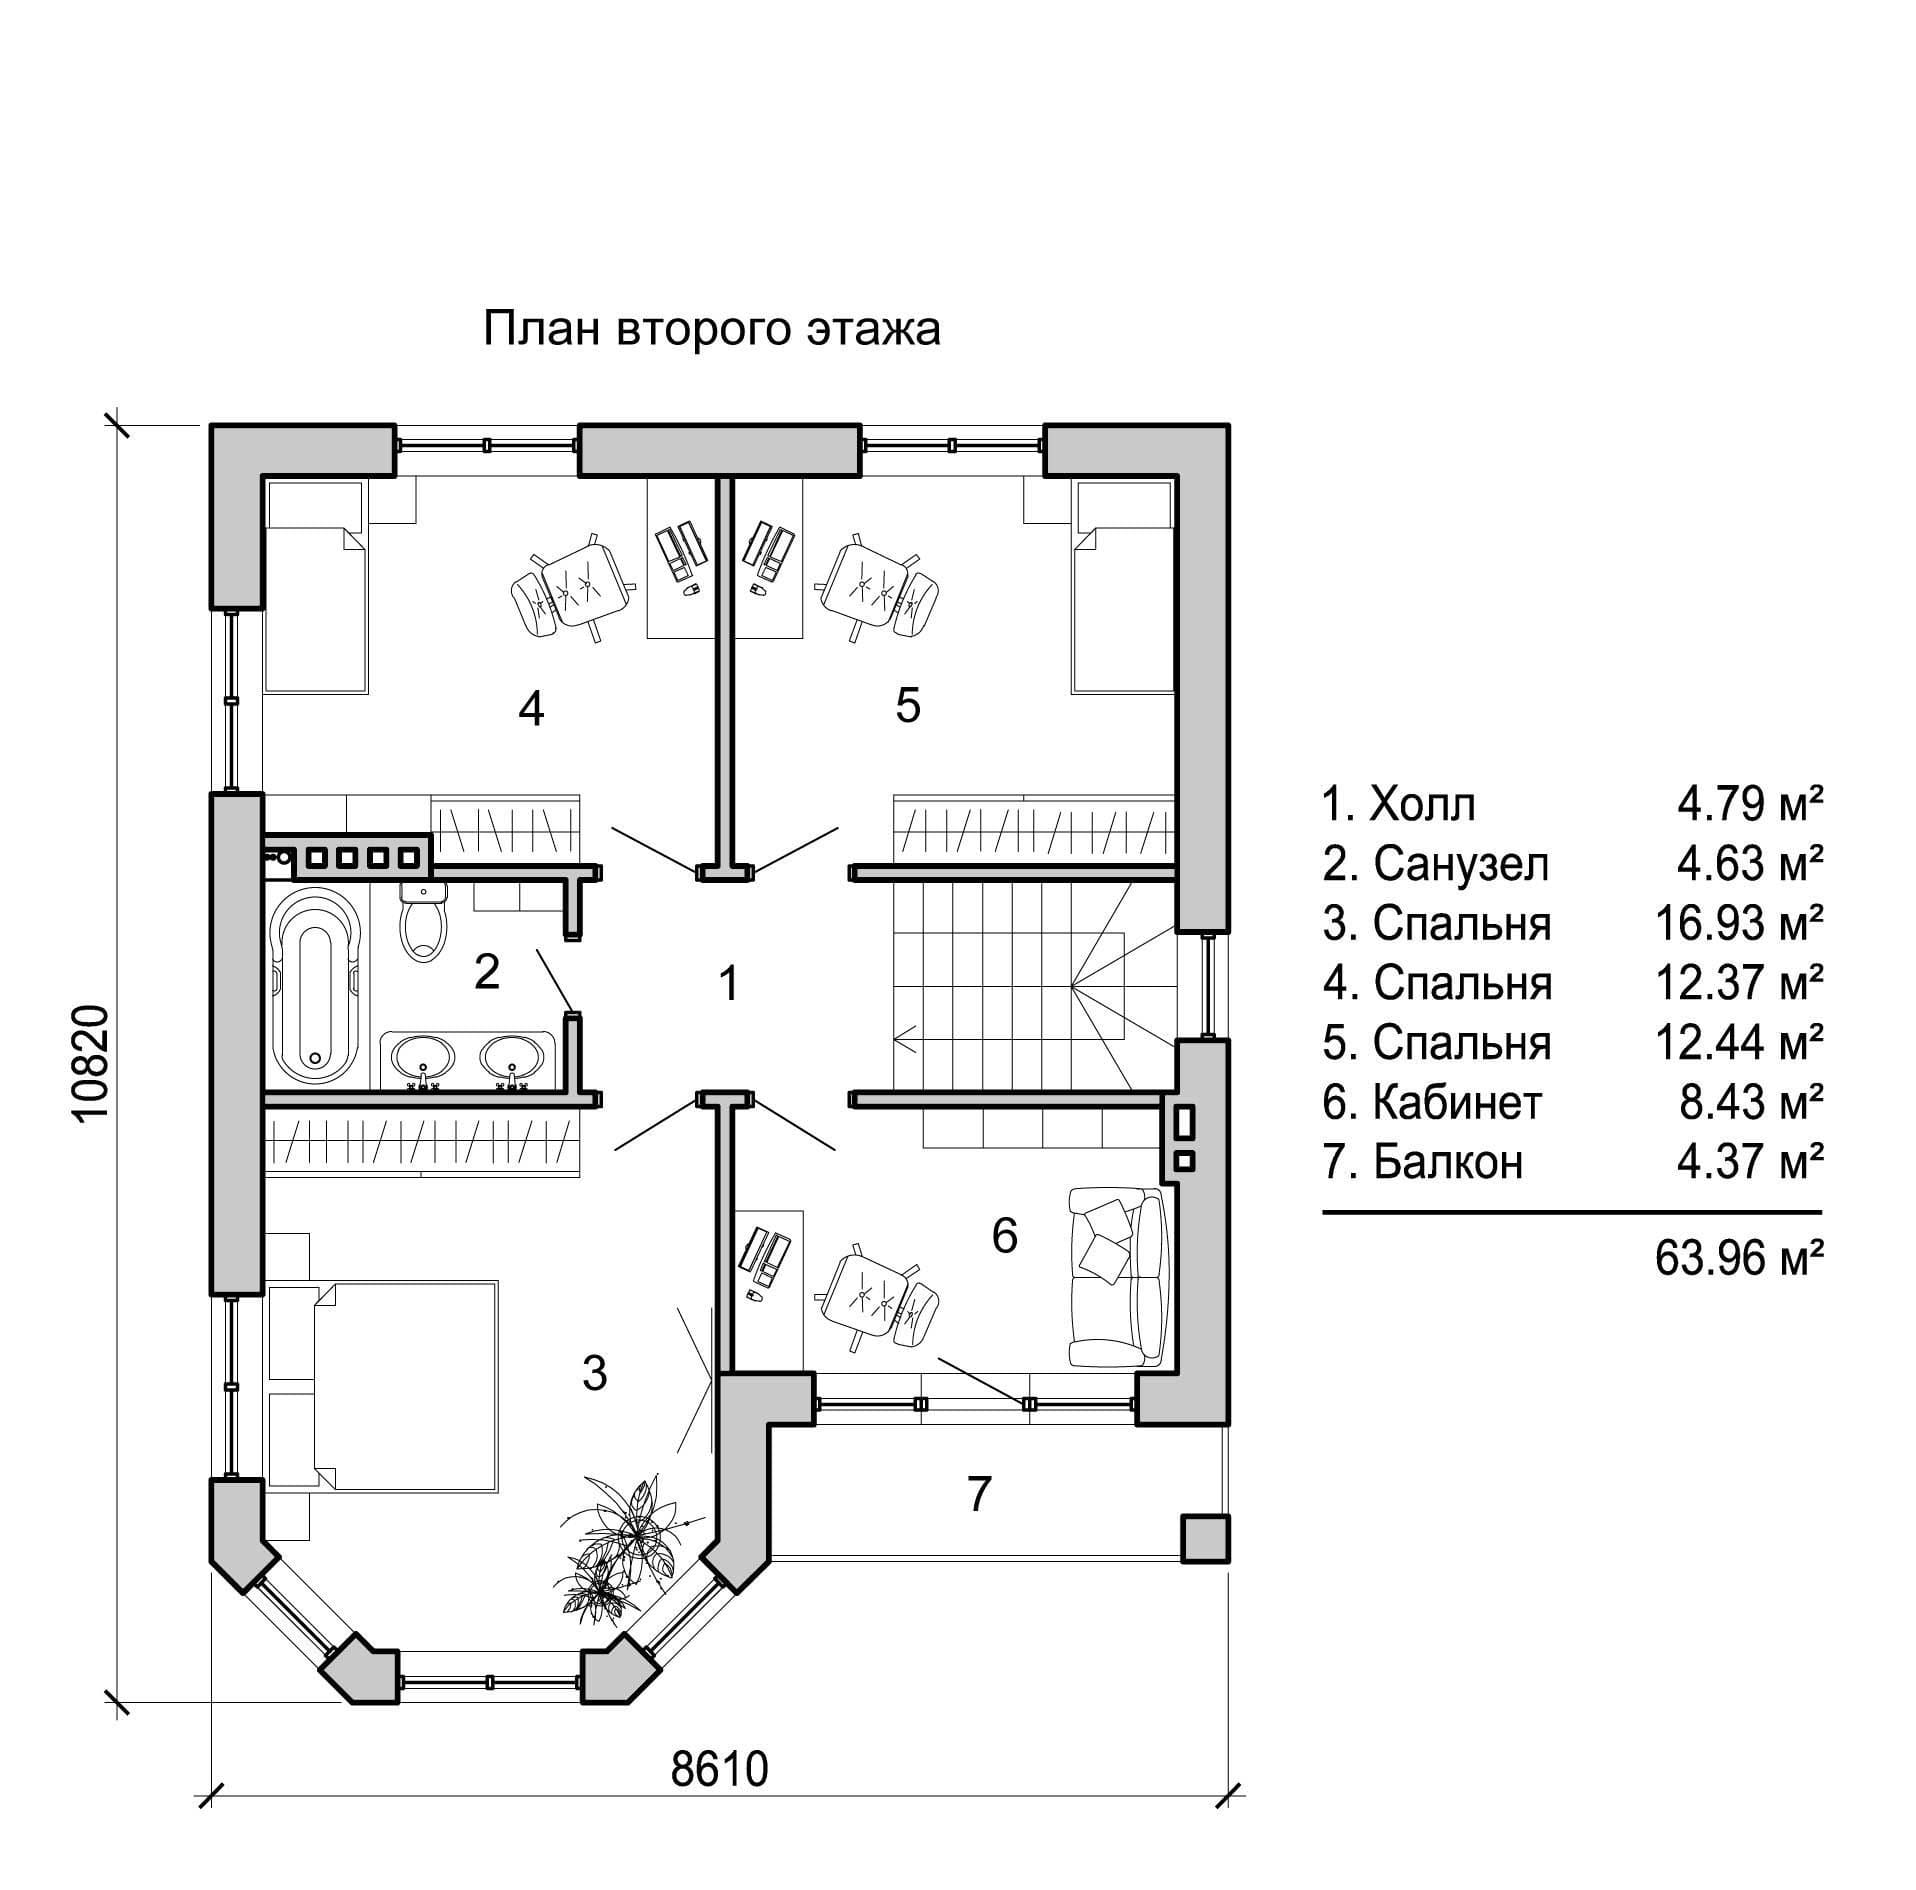 План второго этажа
4
5
2
1
3
6
7
10820
8610
1. Холл 4.79 м²
2. Санузел 4.63 м²
3. Спальня 16.93 м²
4. Спальня 12.37 м²
5. Спальня 12.44 м²
6. Кабинет 8.43 м²
7. Балкон 4.37 м²
63.96 м²